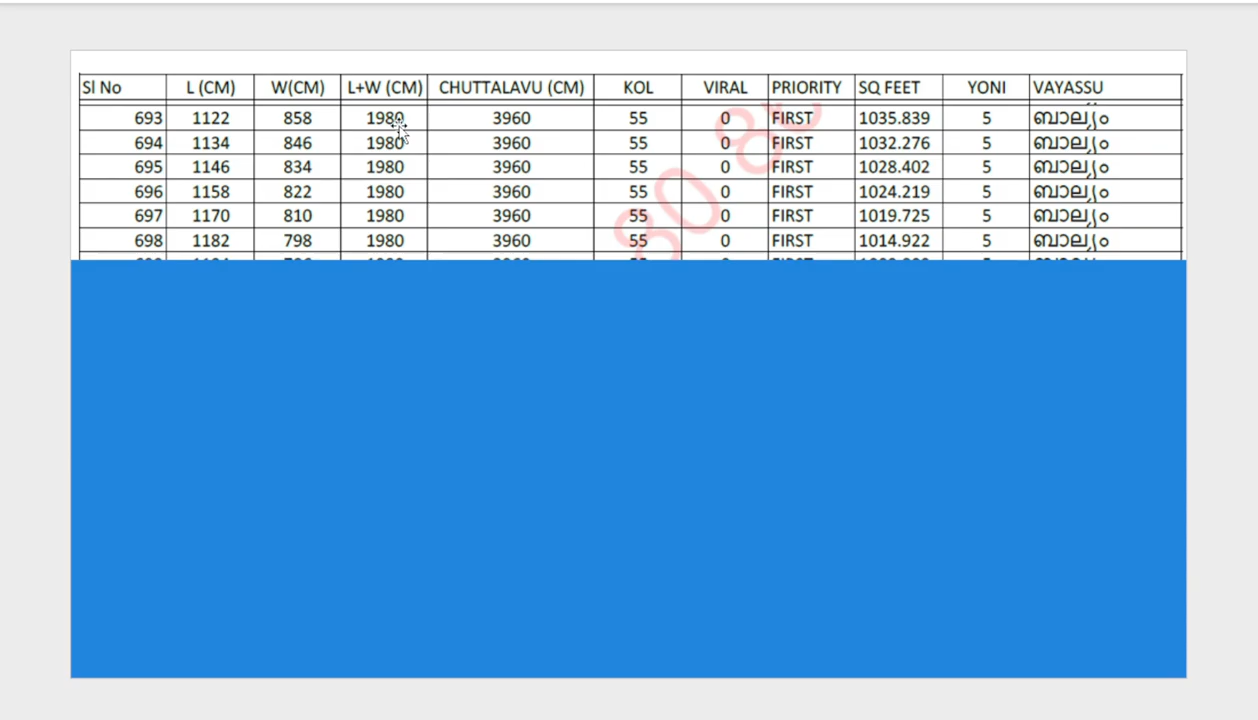 Sl No L (CM) W(CM) L+W (CM) CHUTTALAVU (CM) KOL VIRAL PRIORITY SQ FEET YONI VAYASSU
693 1122 858 1980 3960 55 0 FIRST 1035.839 5 ബാല്യം
694 1134 846 1980 3960 55 0 FIRST 1032.276 5 ബാല്യം
695 1146 834 1980 3960 55 0 FIRST 1028.402 5 ബാല്യം
696 1158 822 1980 3960 55 0 FIRST 1024.219 5 ബാല്യം
697 1170 810 1980 3960 55 0 FIRST 1019.725 5 ബാല്യം
698 1182 798 1980 3960 55 0 FIRST 1014.922 5 ബാല്യം